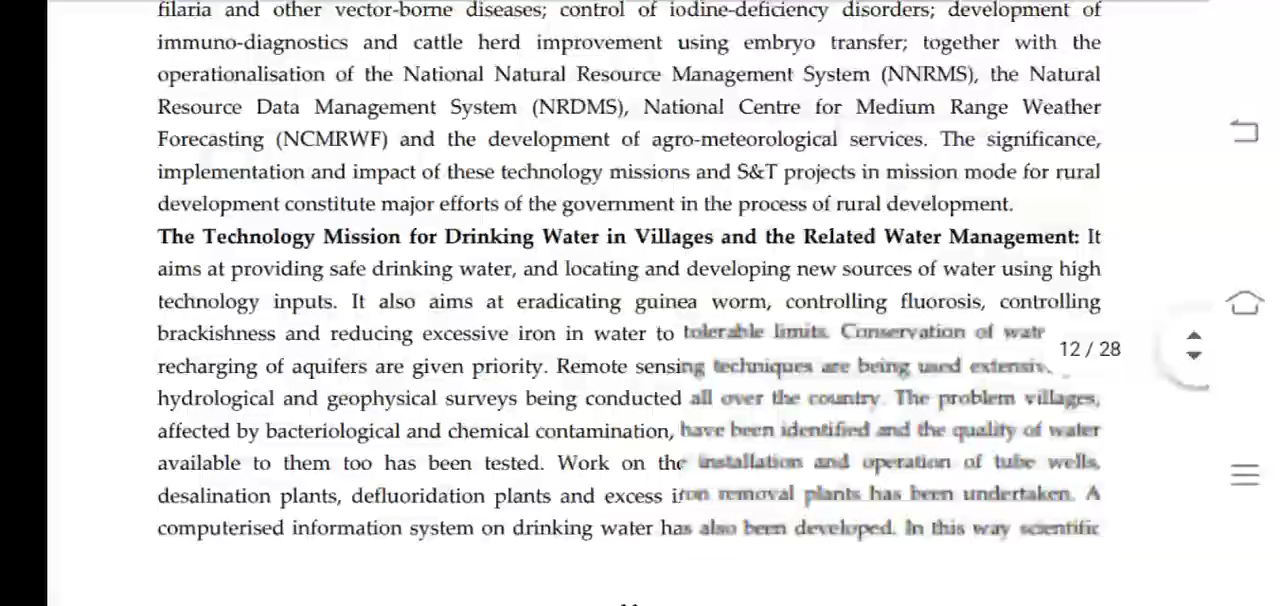 filaria and other vector-borne diseases; control of iodine-deficiency disorders; development of
immuno-diagnostics and cattle herd improvement using embryo transfer; together with the
operationalisation of the National Natural Resource Management System (NNRMS), the Natural
Resource Data Management System (NRDMS), National Centre for Medium Range Weather
Forecasting (NCMRWF) and the development of agro-meteorological services. The significance,
implementation and impact of these technology missions and S&T projects in mission mode for rural
development constitute major efforts of the government in the process of rural development.
The Technology Mission for Drinking Water in Villages and the Related Water Management: It
aims at providing safe drinking water, and locating and developing new sources of water using high
technology inputs. It also aims at eradicating guinea worm, controlling fluorosis, controlling
brackishness and reducing excessive iron in water to tolerable limits. Conservation of
recharging of aquifers are given priority. Remote sensing techniques are being used
12 / 28
hydrological and geophysical surveys being conducted all over the country. The problem villages,
affected by bacteriological and chemical contamination, have been identified and the quality of water
available to them too has been tested. Work on the installation and operation of tube wells,
desalination plants, defluoridation plants and excess iron removal plants has been undertaken. A
computerised information system on drinking water has also been developed. In this way scientific